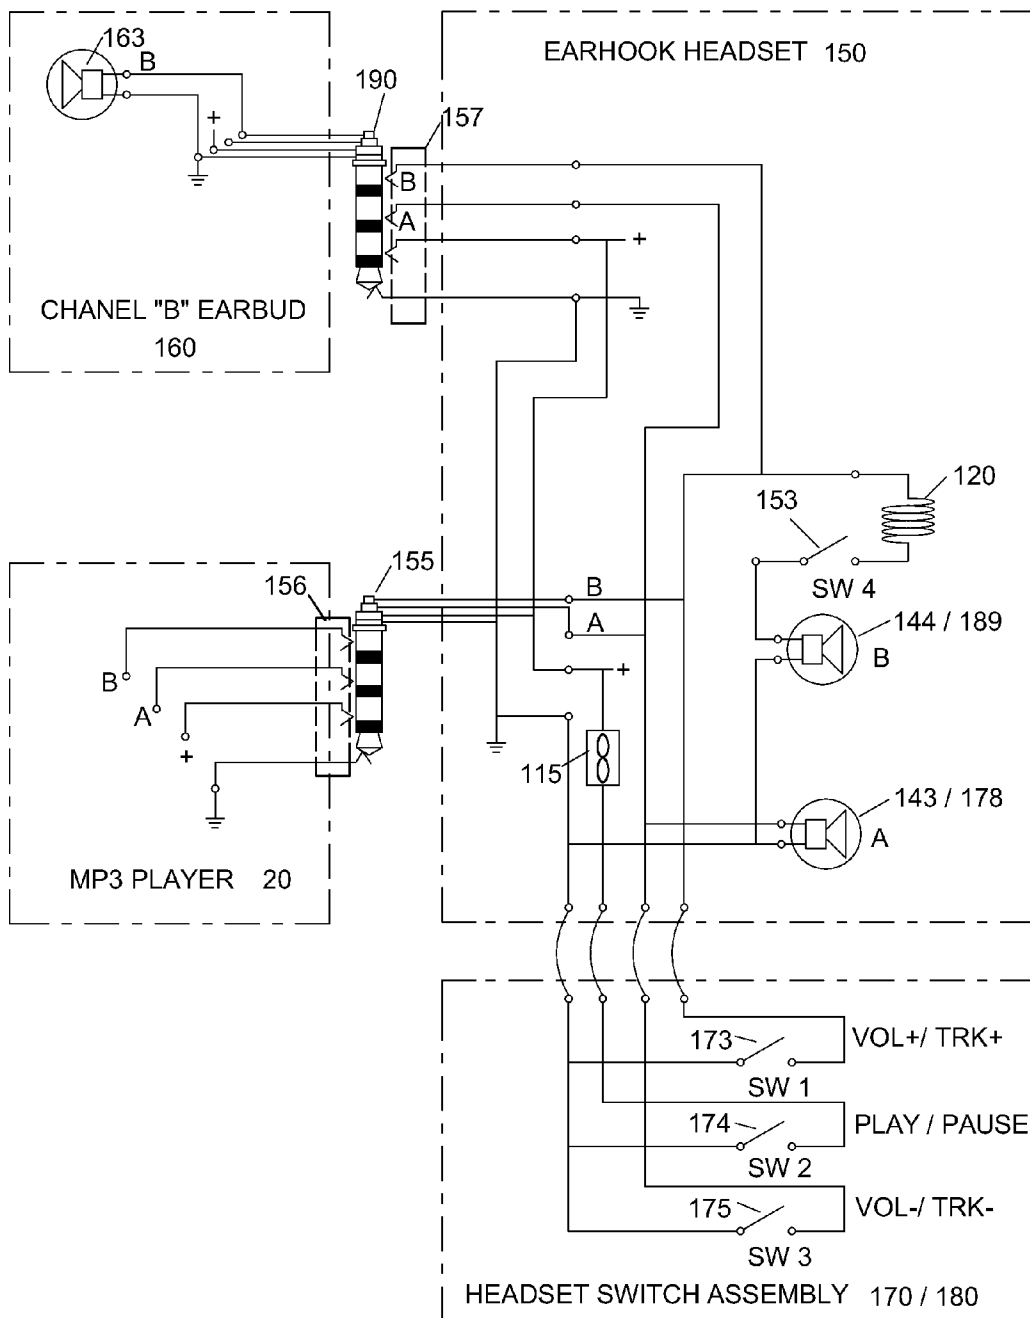 163
B
+
190
157
EARHOOK HEADSET 150
B
A
+
CHANEL "B" EARBUD
160
120
153
SW 4
156
155
B
A
144 / 189
B
+
B
A
+
115
143 / 178
A
MP3 PLAYER 20
173
VOL+/ TRK+
SW 1
174
PLAY / PAUSE
SW 2
175
VOL-/ TRK-
SW 3
HEADSET SWITCH ASSEMBLY 170 / 180